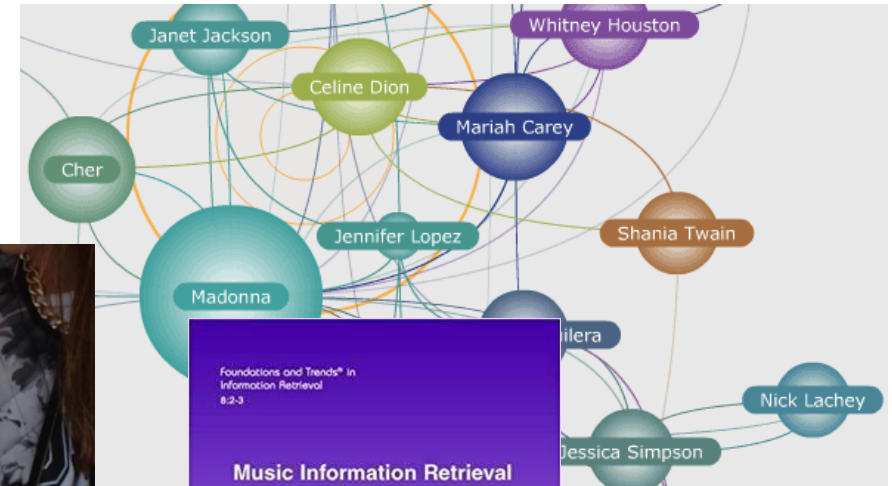 Whitney Houston
Janet Jackson
Celine Dion
Mariah Carey
Cher
Shania Twain
Jennifer Lopez
Madonna
ilera
Nick Lachey
Jessica Simpson
Foundations and Trends® in
Information Retrieval
8:2-3
Music Information Retrieval